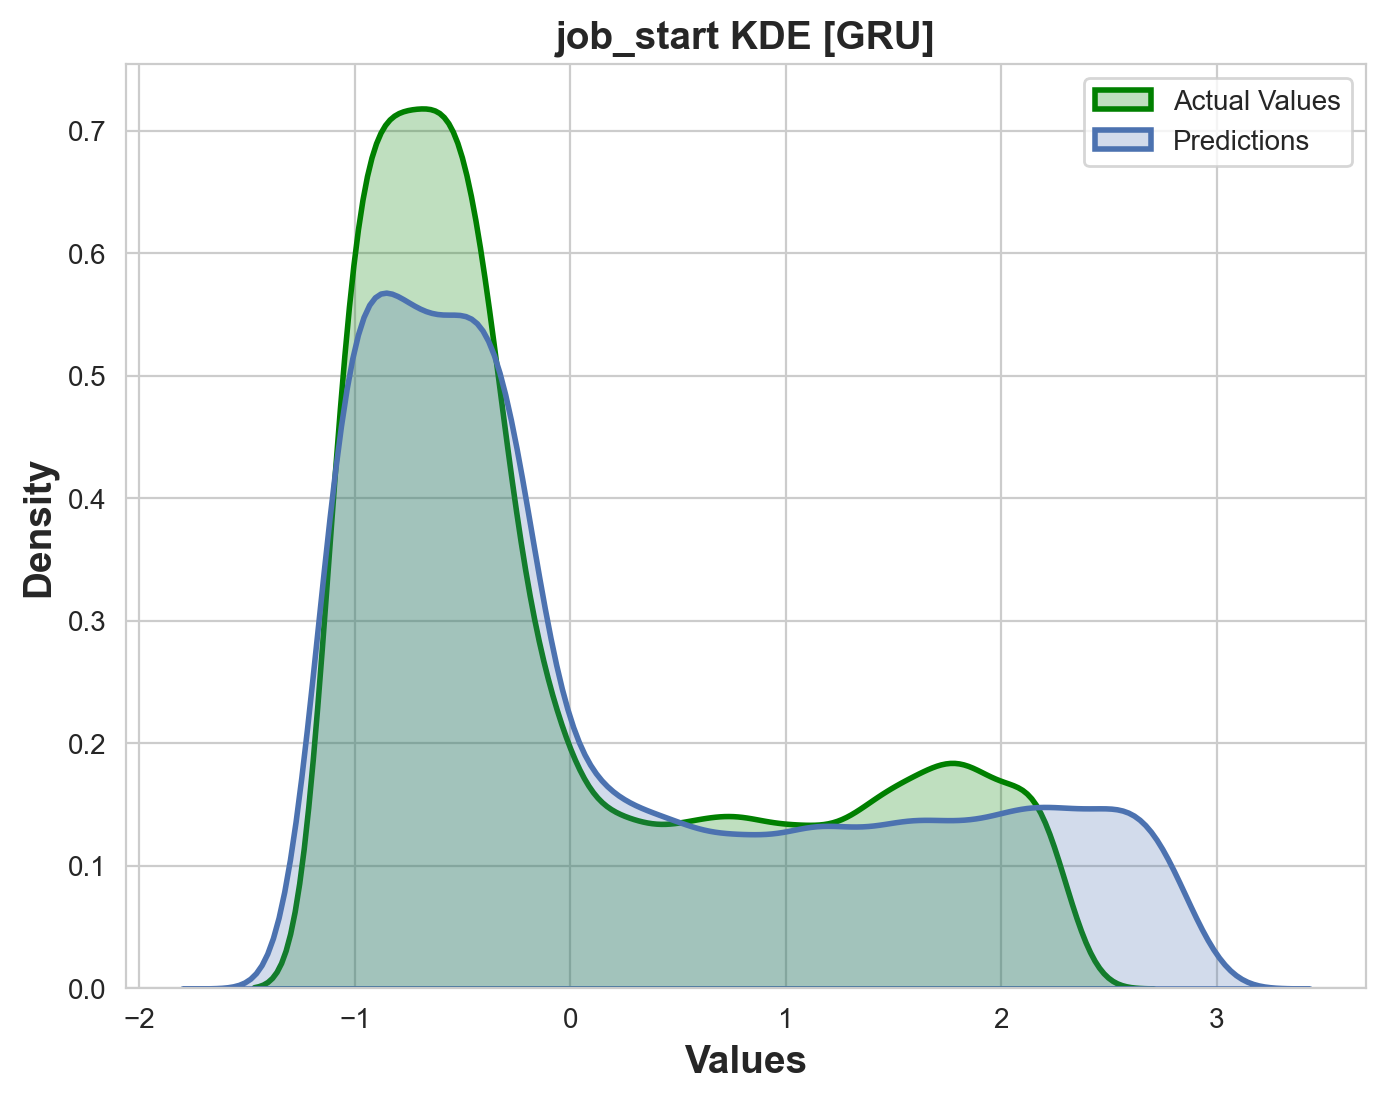 job_start KDE [GRU]
Actual Values
Predictions
0.7
0.6
0.5
0.4
0.3
0.2
0.1
0.0
Density
−2 −1 0 1 2 3
Values